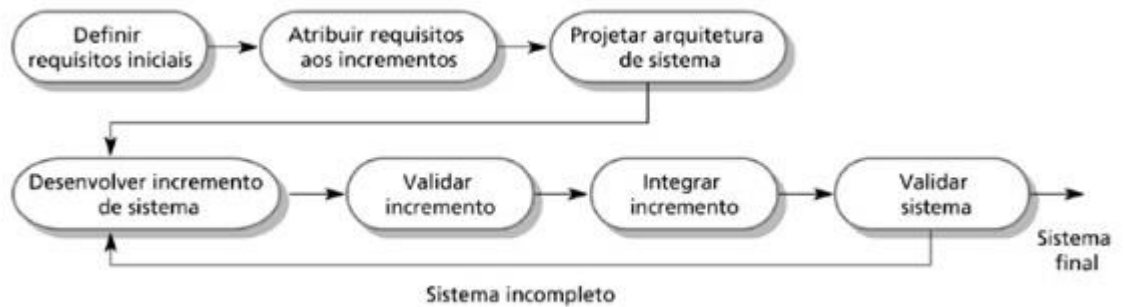 Definir
requisitos iniciais
Atribuir requisitos
aos incrementos
Projetar arquitetura
de sistema
Desenvolver incremento
de sistema
Validar
incremento
Integrar
incremento
Validar
sistema
Sistema
final
Sistema incompleto